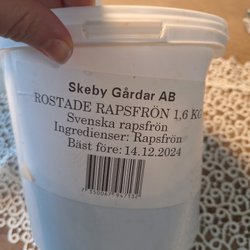 Skeby Gårdar AB
ROSTADE RAPSFRÖN 1,6 KG
Svenska rapsfrön
Ingredienser: Rapsfrön
Bäst före: 14.12.2024